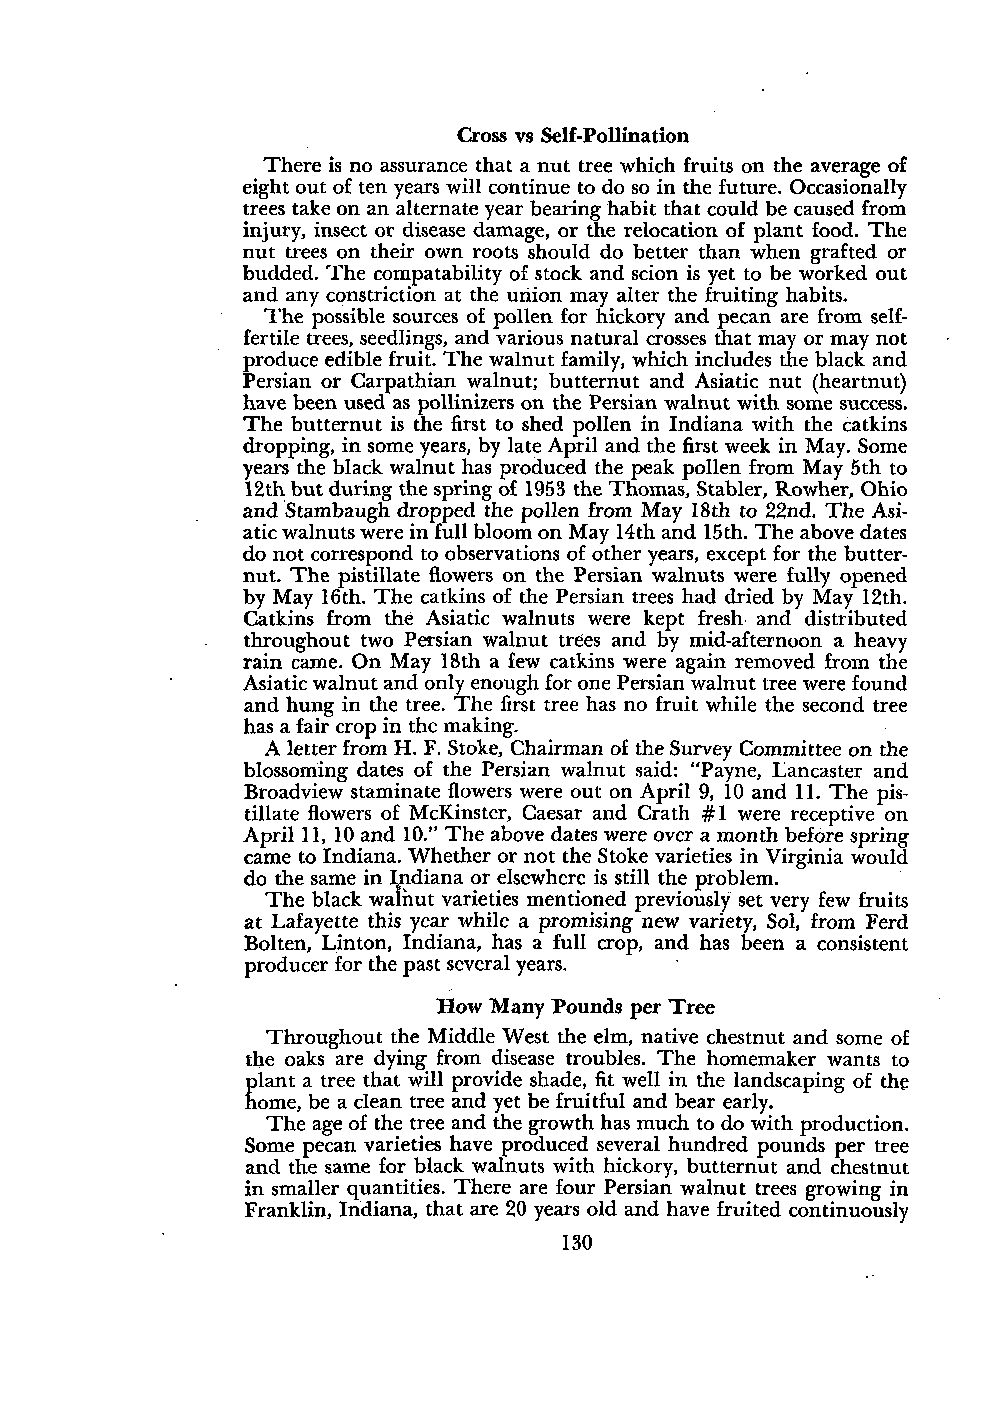 Cross vs Self-Pollination
There is no assurance that a nut tree which fruits on the average of
eight out of ten years will continue to do so in the future. Occasionally
trees take on an alternate year bearing habit that could be caused from
injury, insect or disease damage, or the relocation of plant food. The
nut trees on their own roots should do better than when grafted or
budded. The compatability of stock and scion is yet to be worked out
and any constriction at the union may alter the fruiting habits.
The possible sources of pollen for hickory and pecan are from self-
fertile trees, seedlings, and various natural crosses that may or may not
produce edible fruit. The walnut family, which includes the black and
Persian or Carpathian walnut; butternut and Asiatic nut (heartnut)
have been used as pollinizers on the Persian walnut with some success.
The butternut is the first to shed pollen in Indiana with the catkins
dropping, in some years, by late April and the first week in May. Some
years the black walnut has produced the peak pollen from May 5th to
12th but during the spring of 1953 the Thomas, Stabler, Rowher, Ohio
and Stambaugh dropped the pollen from May 18th to 22nd. The Asi-
atic walnuts were in full bloom on May 14th and 15th. The above dates
do not correspond to observations of other years, except for the butter-
nut. The pistillate flowers on the Persian walnuts were fully opened
by May 16th. The catkins of the Persian trees had dried by May 12th.
Catkins from the Asiatic walnuts were kept fresh and distributed
throughout two Persian walnut trees and by mid-afternoon a heavy
rain came. On May 18th a few catkins were again removed from the
Asiatic walnut and only enough for one Persian walnut tree were found
and hung in the tree. The first tree has no fruit while the second tree
has a fair crop in the making.
A letter from H. F. Stoke, Chairman of the Survey Committee on the
blossoming dates of the Persian walnut said: "Payne, Lancaster and
Broadview staminate flowers were out on April 9, 10 and 11. The pis-
tillate flowers of McKinster, Caesar and Crath #1 were receptive on
April 11, 10 and 10." The above dates were over a month before spring
came to Indiana. Whether or not the Stoke varieties in Virginia would
do the same in Indiana or elsewhere is still the problem.
The black walnut varieties mentioned previously set very few fruits
at Lafayette this year while a promising new variety, Sol, from Ferd
Bolten, Linton, Indiana, has a full crop, and has been a consistent
producer for the past several years.
How Many Pounds per Tree
Throughout the Middle West the elm, native chestnut and some of
the oaks are dying from disease troubles. The homemaker wants to
plant a tree that will provide shade, fit well in the landscaping of the
home, be a clean tree and yet be fruitful and bear early.
The age of the tree and the growth has much to do with production.
Some pecan varieties have produced several hundred pounds per tree
and the same for black walnuts with hickory, butternut and chestnut
in smaller quantities. There are four Persian walnut trees growing in
Franklin, Indiana, that are 20 years old and have fruited continuously
130